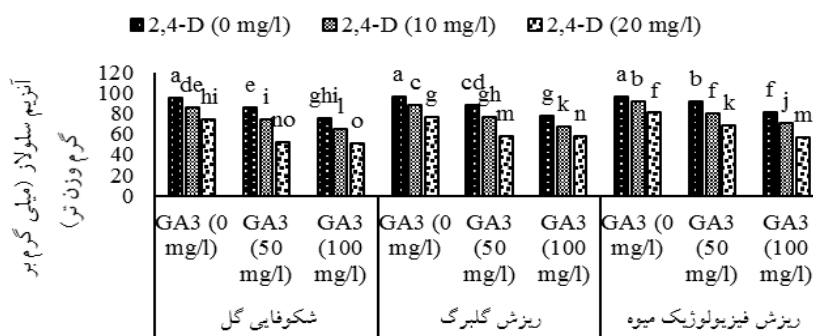 2,4-D (0 mg/l) 2,4-D (10 mg/l) 2,4-D (20 mg/l)
آنزیم سلولاز (میلی گرم بر
گرم وزن تر)
120
100
80
60
40
20
0
a de hi e i no ghi l o a c g cd gh m g k n a b f b f k f j m
GA3 (0 mg/l) GA3 (50 mg/l) GA3 (100 mg/l) GA3 (0 mg/l) GA3 (50 mg/l) GA3 (100 mg/l) GA3 (0 mg/l) GA3 (50 mg/l) GA3 (100 mg/l)
شکوفایی گل ریزش گلبرگ ریزش فیزیولوژیک میوه